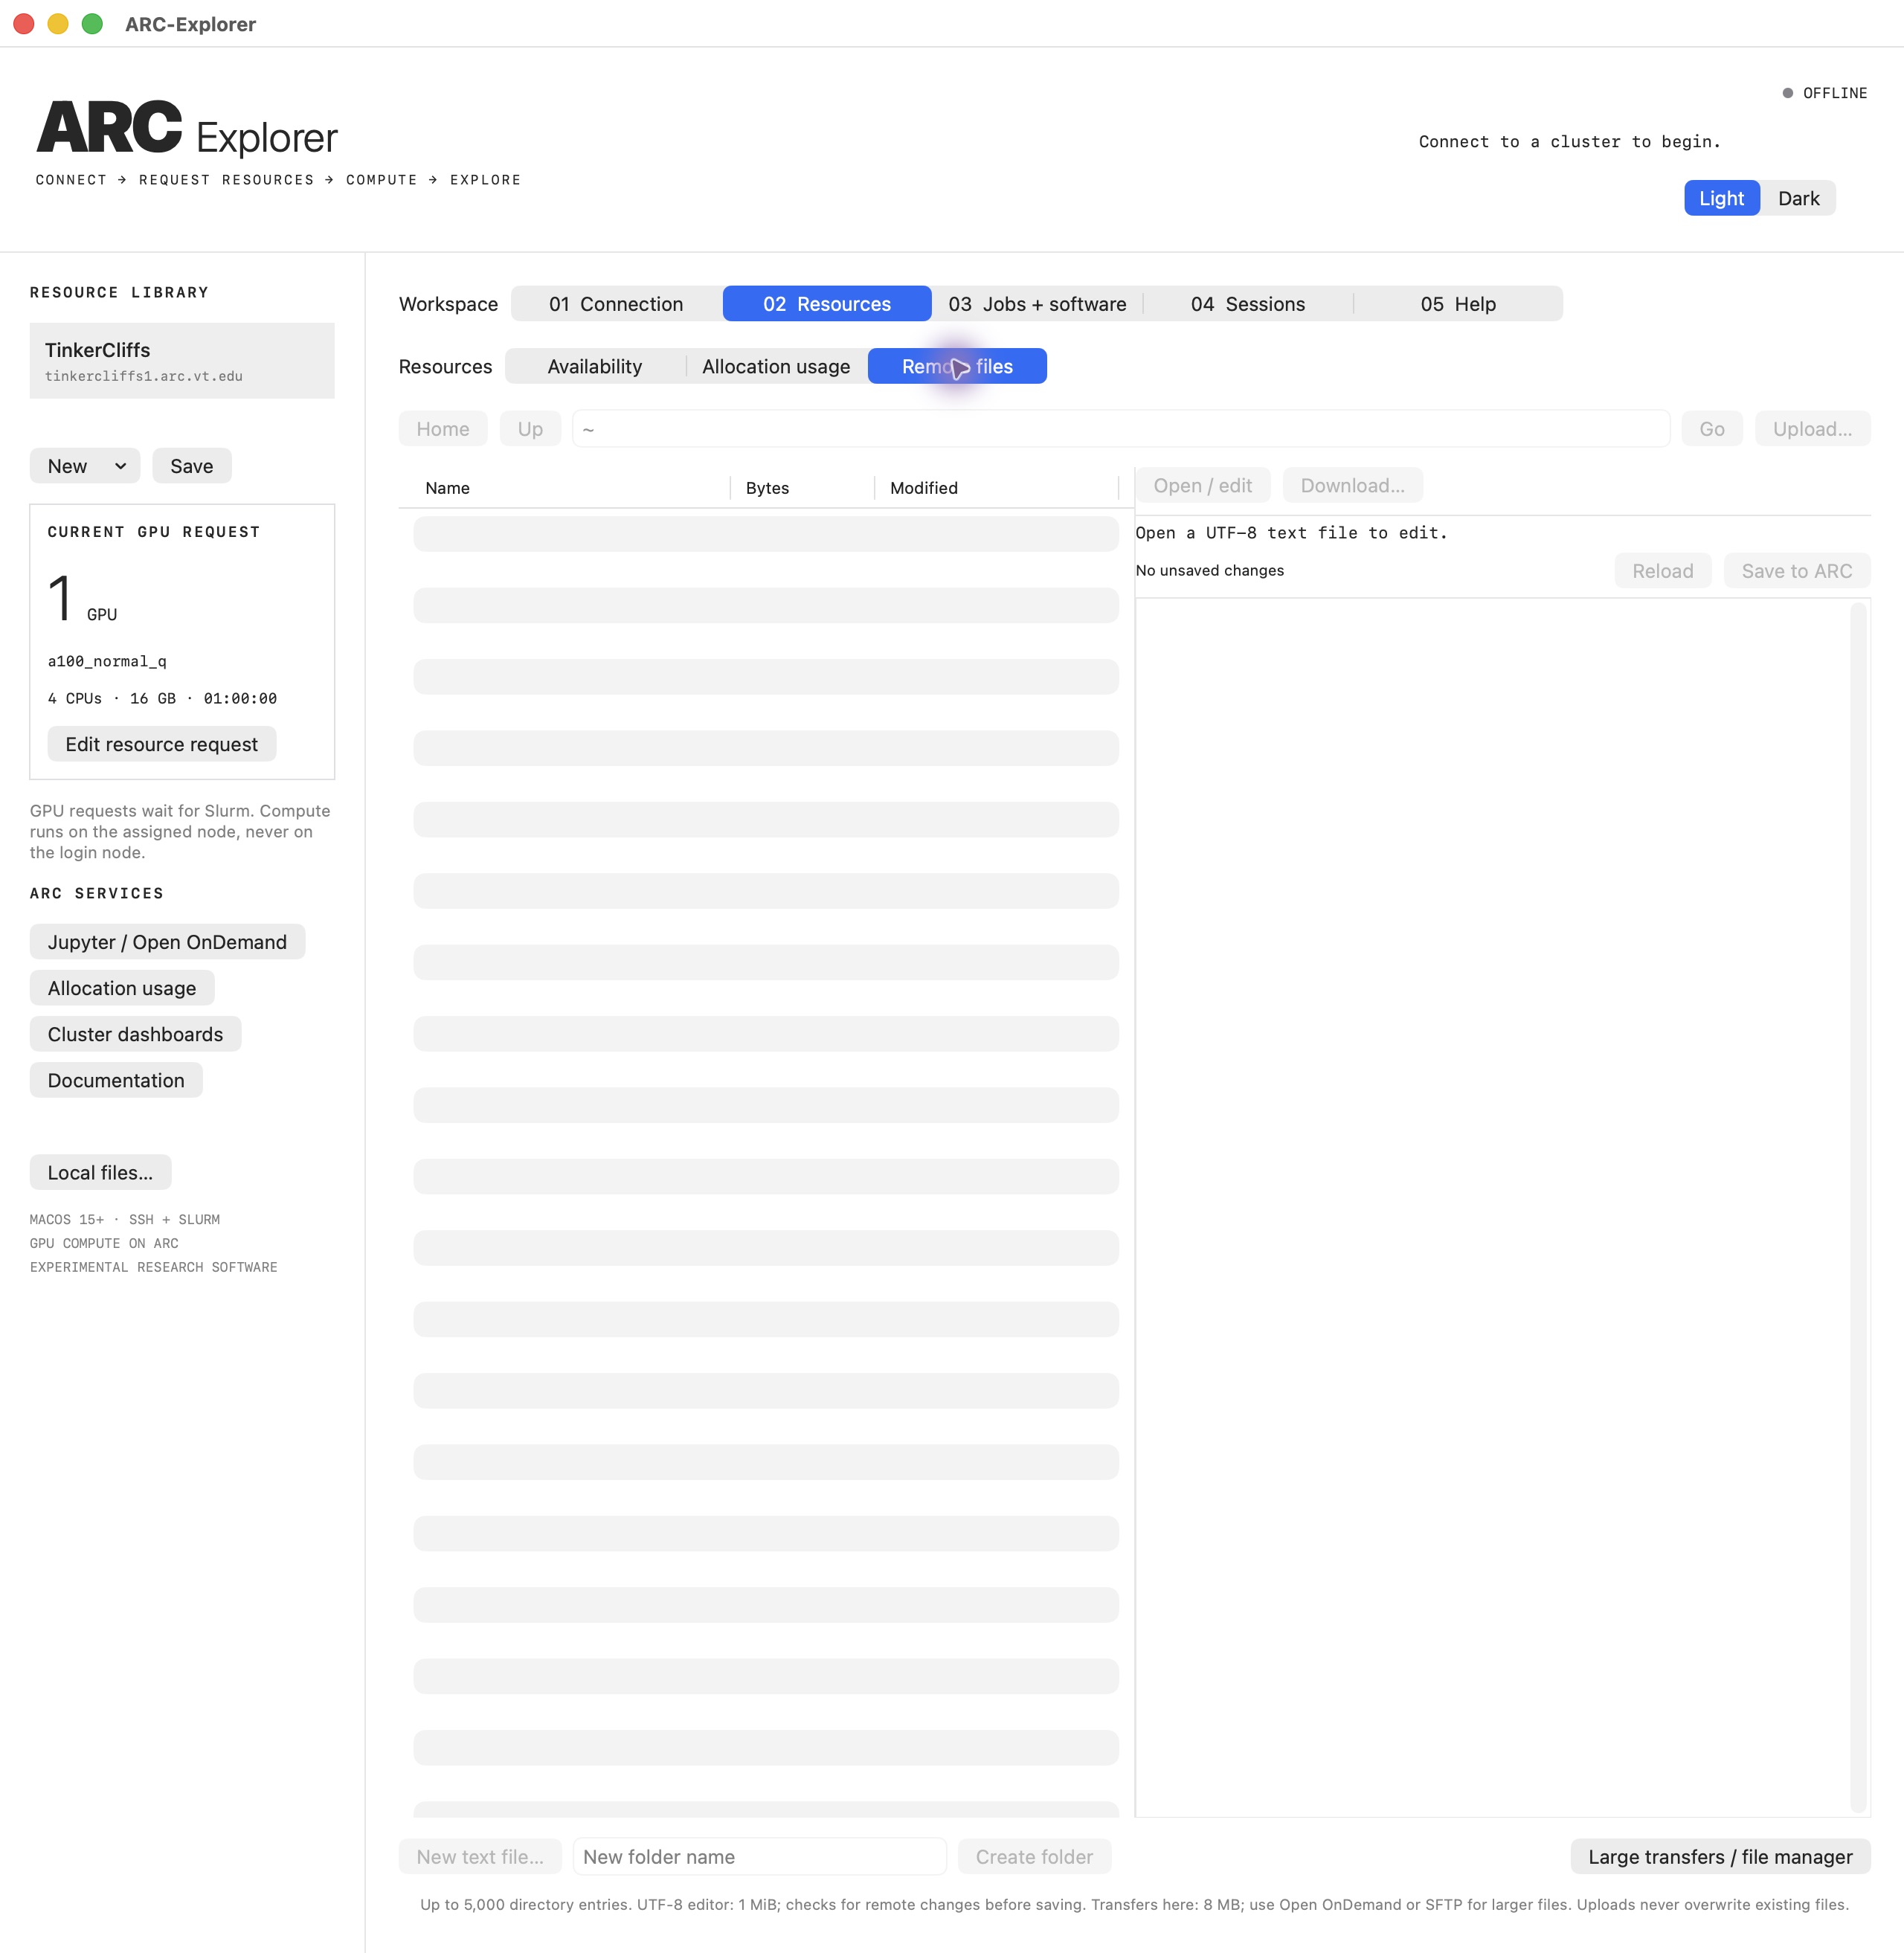 ARC-Explorer
ARC Explorer
CONNECT → REQUEST RESOURCES → COMPUTE → EXPLORE
OFFLINE
Connect to a cluster to begin.
Light Dark
RESOURCE LIBRARY
TinkerCliffs
tinkercliffs1.arc.vt.edu
New Save
CURRENT GPU REQUEST
1 GPU
a100_normal_q
4 CPUs · 16 GB · 01:00:00
Edit resource request
GPU requests wait for Slurm. Compute
runs on the assigned node, never on
the login node.
ARC SERVICES
Jupyter / Open OnDemand
Allocation usage
Cluster dashboards
Documentation
Local files...
MACOS 15+ · SSH + SLURM
GPU COMPUTE ON ARC
EXPERIMENTAL RESEARCH SOFTWARE
Workspace 01 Connection 02 Resources 03 Jobs + software 04 Sessions 05 Help
Resources Availability Allocation usage Remote files
Home Up ~ Go Upload...
Name Bytes Modified
Open / edit Download...
Open a UTF-8 text file to edit.
No unsaved changes Reload Save to ARC
New text file... New folder name Create folder Large transfers / file manager
Up to 5,000 directory entries. UTF-8 editor: 1 MiB; checks for remote changes before saving. Transfers here: 8 MB; use Open OnDemand or SFTP for larger files. Uploads never overwrite existing files.